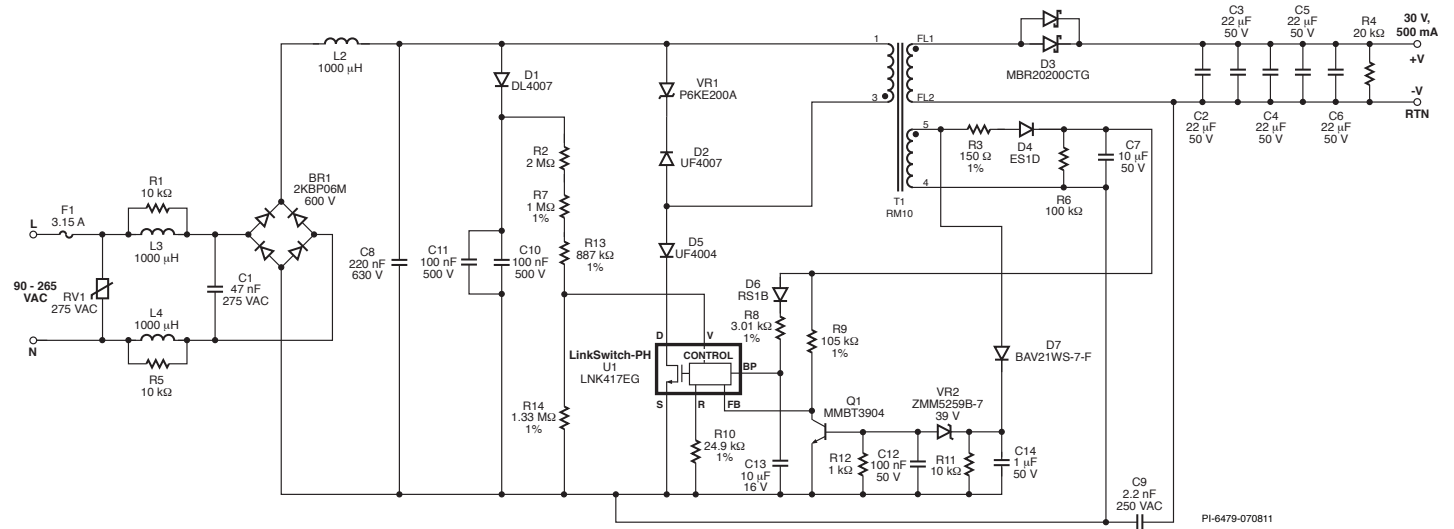 L2
1000 µH
D1
DL4007
VR1
P6KE200A
1
3
FL1
FL2
D3
MBR20200CTG
C3
22 µF
50 V
C5
22 µF
50 V
R4
20 kΩ
30 V,
500 mA
+V
-V
RTN
C2
22 µF
50 V
C4
22 µF
50 V
C6
22 µF
50 V
5
4
T1
RM10
R3
150 Ω
1%
D4
ES1D
R6
100 kΩ
C7
10 µF
50 V
R2
2 MΩ
D2
UF4007
R7
1 MΩ
1%
R13
887 kΩ
1%
D5
UF4004
BR1
2KBP06M
600 V
F1
3.15 A
L
R1
10 kΩ
L3
1000 µH
90 - 265
VAC
RV1
275 VAC
C1
47 nF
275 VAC
L4
1000 µH
N
R5
10 kΩ
C8
220 nF
630 V
C11
100 nF
500 V
C10
100 nF
500 V
D6
RS1B
R8
3.01 kΩ
1%
R9
105 kΩ
1%
D7
BAV21WS-7-F
D
V
LinkSwitch-PH
U1
LNK417EG
CONTROL
BP
S
R
FB
R14
1.33 MΩ
1%
R10
24.9 kΩ
1%
Q1
MMBT3904
VR2
ZMM5259B-7
39 V
C13
10 µF
16 V
R12
1 kΩ
C12
100 nF
50 V
R11
10 kΩ
C14
1 µF
50 V
C9
2.2 nF
250 VAC
PI-6479-070811